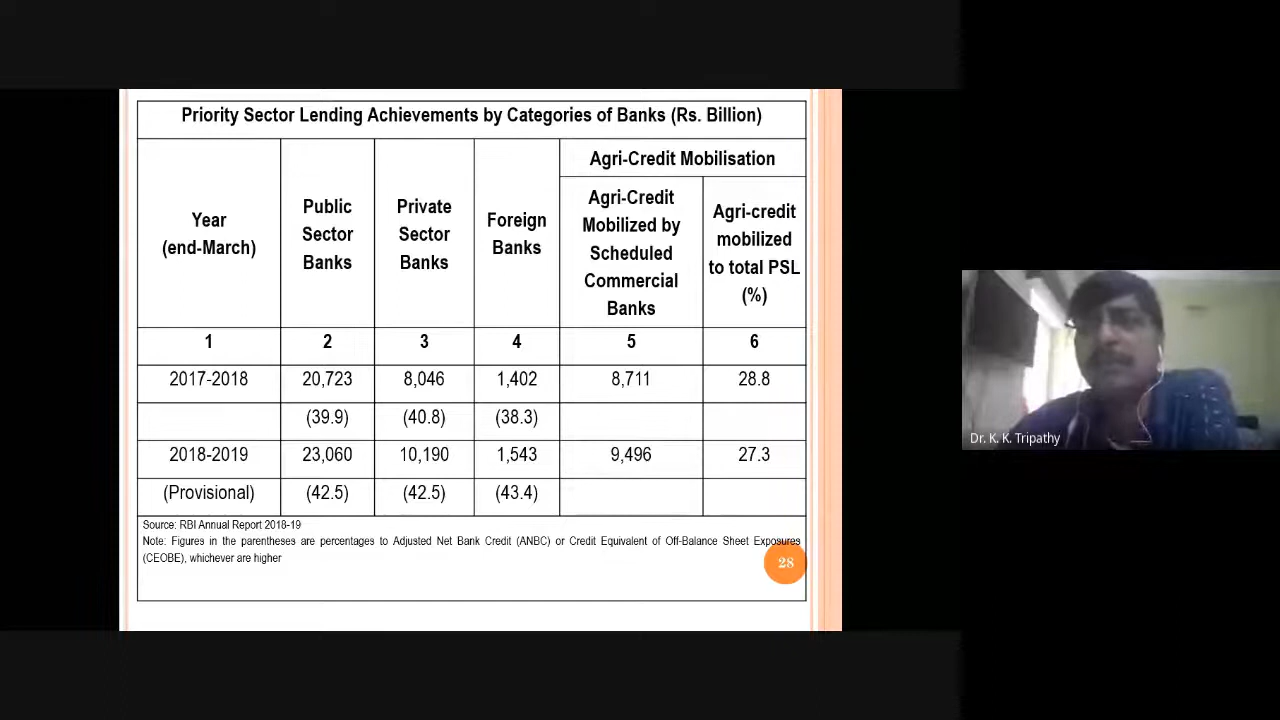 Priority Sector Lending Achievements by Categories of Banks (Rs. Billion)
Year
(end-March)
Public
Sector
Banks
Private
Sector
Banks
Foreign
Banks
Agri-Credit Mobilisation
Agri-Credit
Mobilized by
Scheduled
Commercial
Banks
Agri-credit
mobilized
to total PSL
(%)
1 2 3 4 5 6
2017-2018 20,723 8,046 1,402 8,711 28.8
(39.9) (40.8) (38.3)
2018-2019 23,060 10,190 1,543 9,496 27.3
(Provisional) (42.5) (42.5) (43.4)
Source: RBI Annual Report 2018-19
Note: Figures in the parentheses are percentages to Adjusted Net Bank Credit (ANBC) or Credit Equivalent of Off-Balance Sheet Exposures
(CEOBE), whichever are higher
28
Dr. K. K. Tripathy